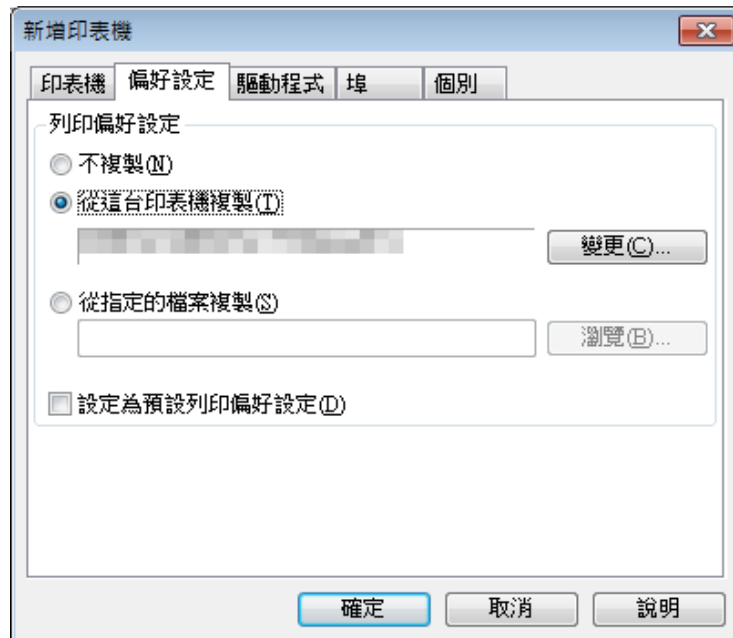 新增印表機
印表機 偏好設定 驅動程式 埠 個別
列印偏好設定
不複製(N)
從這台印表機複製(T)
變更(C)...
從指定的檔案複製(S)
瀏覽(B)...
設定為預設列印偏好設定(D)
確定 取消 說明